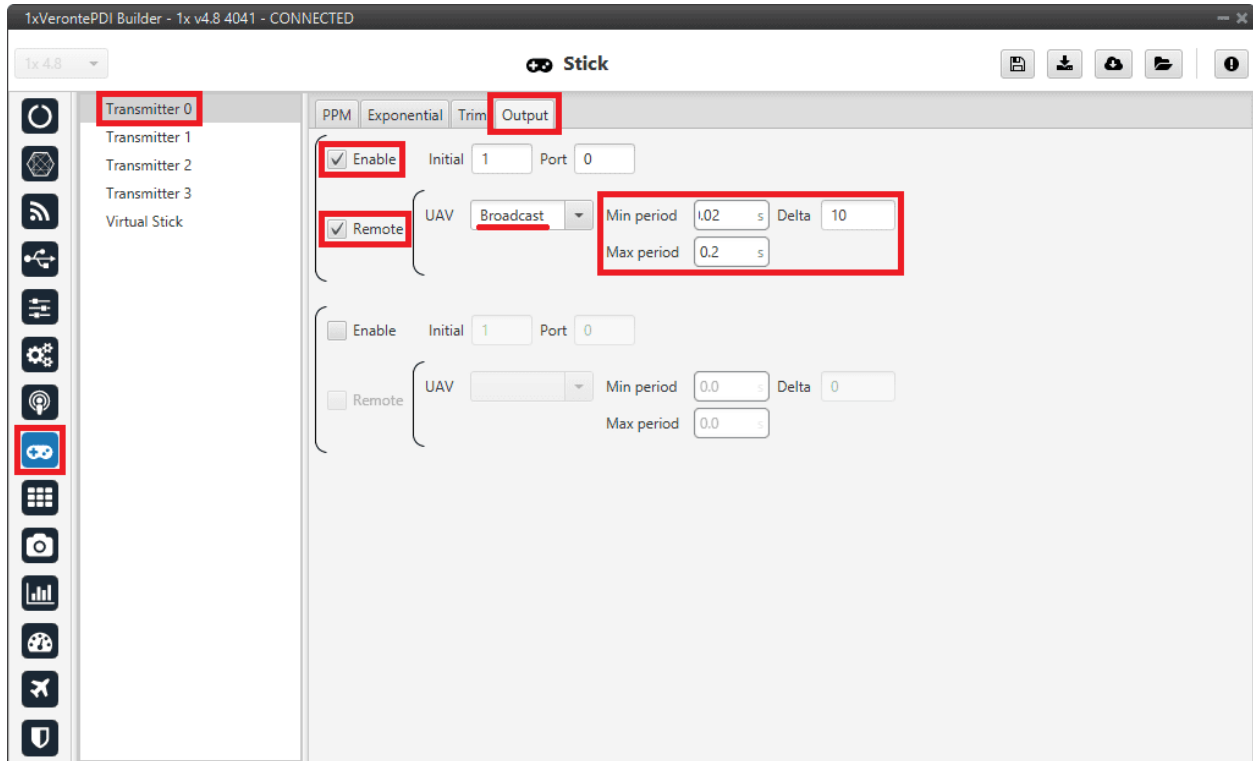 1xVerontePDI Builder - 1x v4.8 4041 - CONNECTED
1x 4.8 Stick
Transmitter 0
Transmitter 1
Transmitter 2
Transmitter 3
Virtual Stick
PPM Exponential Trim Output
Enable Initial 1 Port 0
Remote UAV Broadcast Min period .02 s Delta 10
Max period 0.2 s
Enable Initial 1 Port 0
Remote UAV Min period 0.0 s Delta 0
Max period 0.0 s